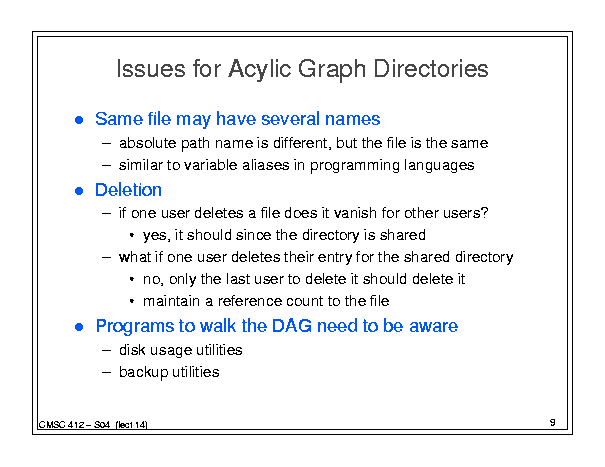 Issues for Acylic Graph Directories
● Same file may have several names
– absolute path name is different, but the file is the same
– similar to variable aliases in programming languages
● Deletion
– if one user deletes a file does it vanish for other users?
• yes, it should since the directory is shared
– what if one user deletes their entry for the shared directory
• no, only the last user to delete it should delete it
• maintain a reference count to the file
● Programs to walk the DAG need to be aware
– disk usage utilities
– backup utilities
CMSC 412 – S04 (lect 14)
9